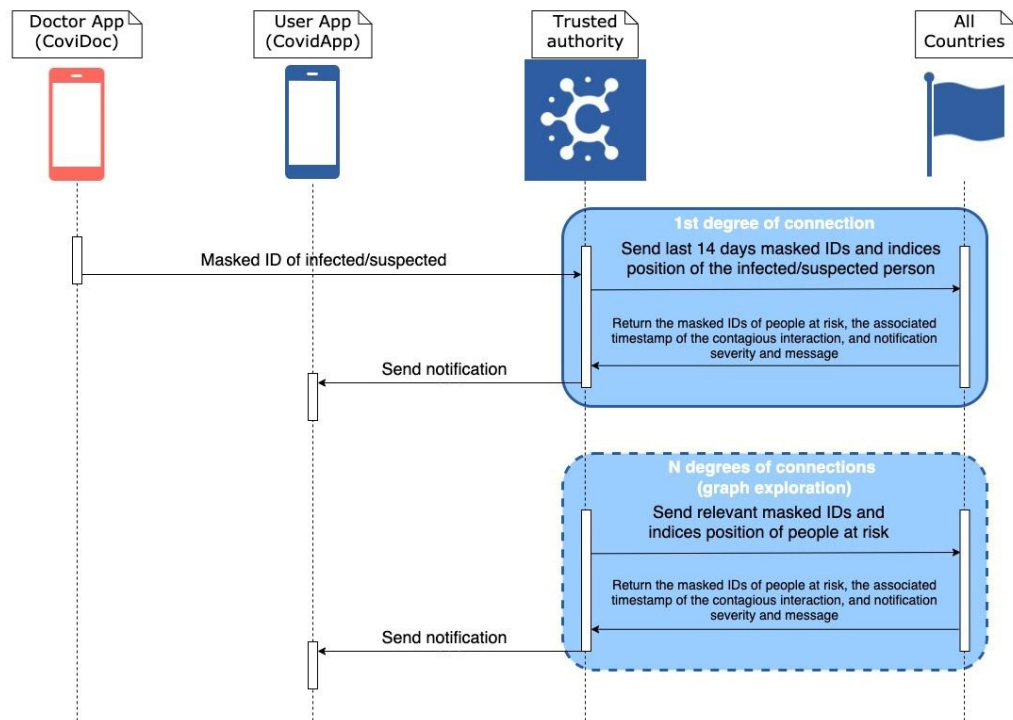 Doctor App
(CoviDoc)
User App
(CovidApp)
Trusted
authority
All
Countries
1st degree of connection
Masked ID of infected/suspected
Send last 14 days masked IDs and indices
position of the infected/suspected person
Return the masked IDs of people at risk, the associated
timestamp of the contagious interaction, and notification
severity and message
Send notification
N degrees of connections
(graph exploration)
Send relevant masked IDs and
indices position of people at risk
Return the masked IDs of people at risk, the associated
timestamp of the contagious interaction, and notification
severity and message
Send notification